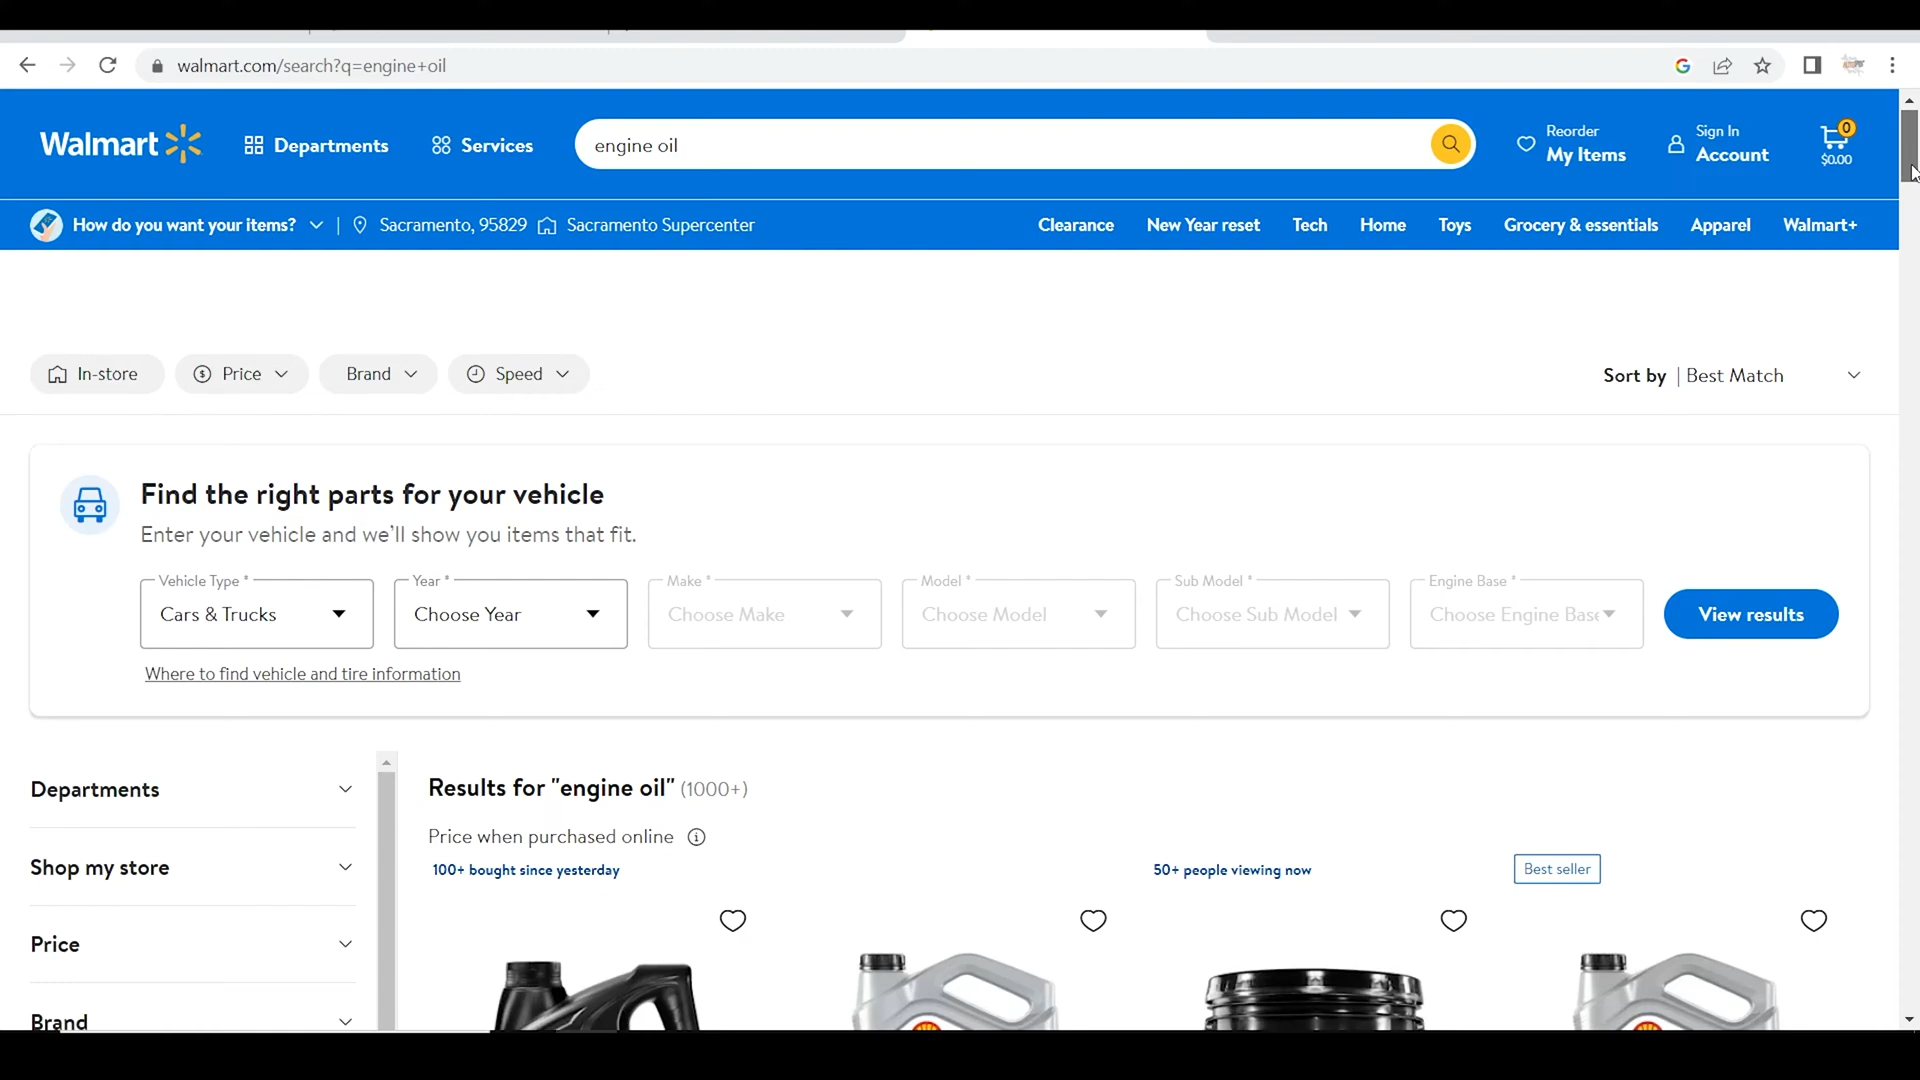 walmart.com/search?q=engine+oil
Walmart
Departments
Services
engine oil
Reorder
My Items
Sign In
Account
0
$0.00
How do you want your items?
Sacramento, 95829
Sacramento Supercenter
Clearance
New Year reset
Tech
Home
Toys
Grocery & essentials
Apparel
Walmart+
In-store
Price
Brand
Speed
Sort by | Best Match
Find the right parts for your vehicle
Enter your vehicle and we'll show you items that fit.
Vehicle Type *
Cars & Trucks
Year *
Choose Year
Make *
Choose Make
Model *
Choose Model
Sub Model *
Choose Sub Model
Engine Base *
Choose Engine Base
View results
Where to find vehicle and tire information
Departments
Shop my store
Price
Brand
Results for "engine oil" (1000+)
Price when purchased online
100+ bought since yesterday
50+ people viewing now
Best seller